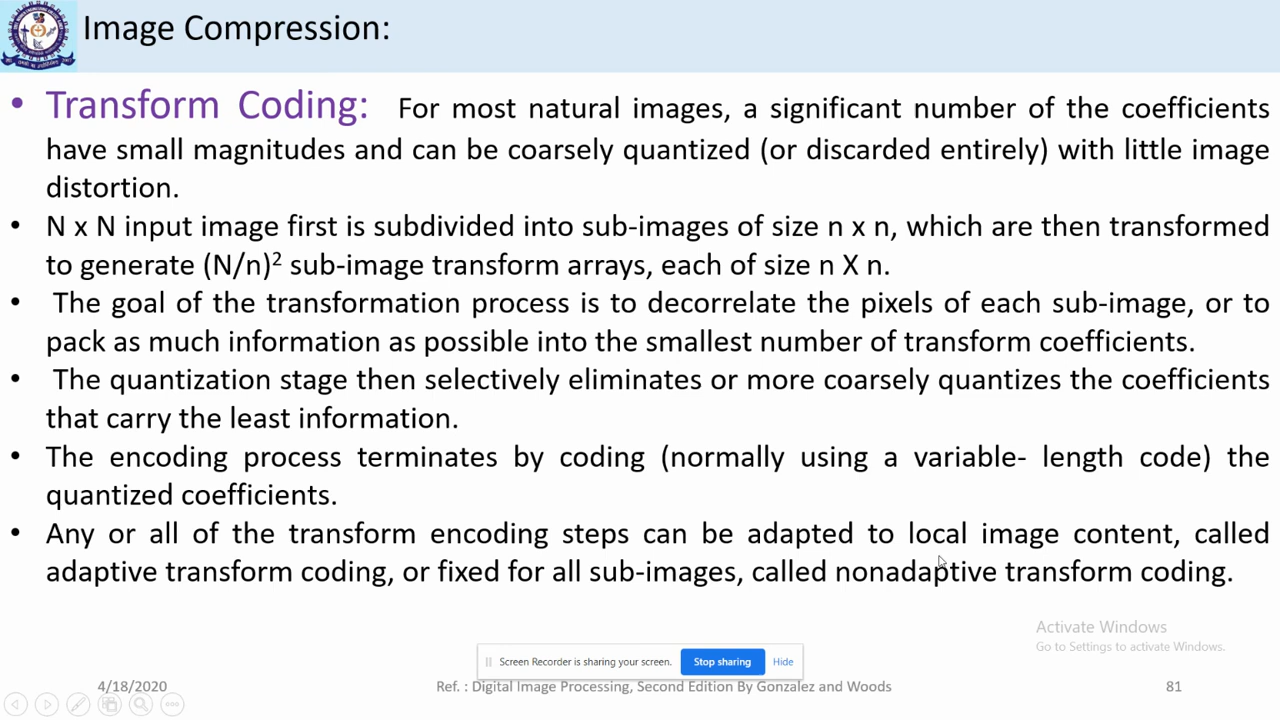 Image Compression:
• Transform Coding: For most natural images, a significant number of the coefficients
have small magnitudes and can be coarsely quantized (or discarded entirely) with little image
distortion.
• N x N input image first is subdivided into sub-images of size n x n, which are then transformed
to generate (N/n)² sub-image transform arrays, each of size n X n.
• The goal of the transformation process is to decorrelate the pixels of each sub-image, or to
pack as much information as possible into the smallest number of transform coefficients.
• The quantization stage then selectively eliminates or more coarsely quantizes the coefficients
that carry the least information.
• The encoding process terminates by coding (normally using a variable- length code) the
quantized coefficients.
• Any or all of the transform encoding steps can be adapted to local image content, called
adaptive transform coding, or fixed for all sub-images, called nonadaptive transform coding.
Activate Windows
Go to Settings to activate Windows.
Screen Recorder is sharing your screen. Stop sharing Hide
4/18/2020 Ref. : Digital Image Processing, Second Edition By Gonzalez and Woods 81